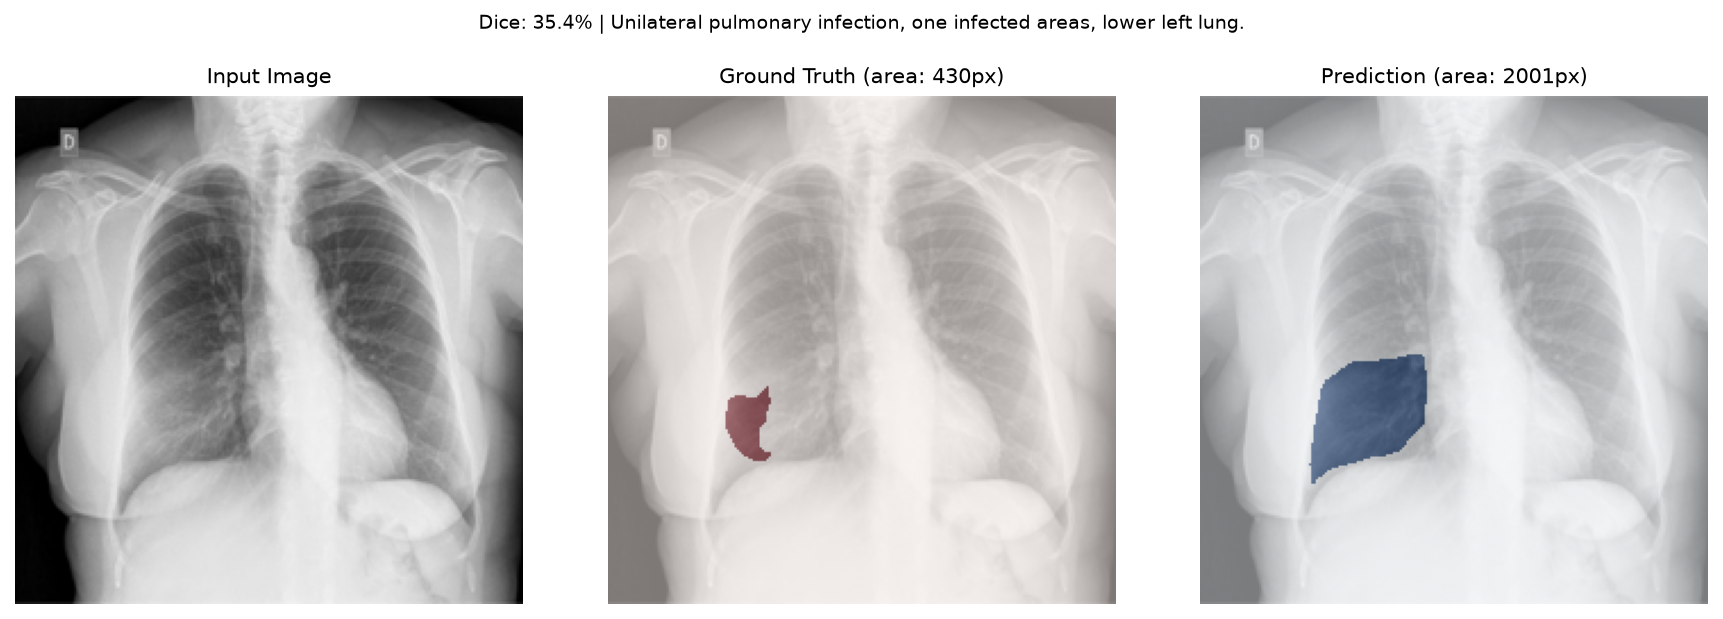 Dice: 35.4% | Unilateral pulmonary infection, one infected areas, lower left lung.
Input Image
Ground Truth (area: 430px)
Prediction (area: 2001px)
D
D
D